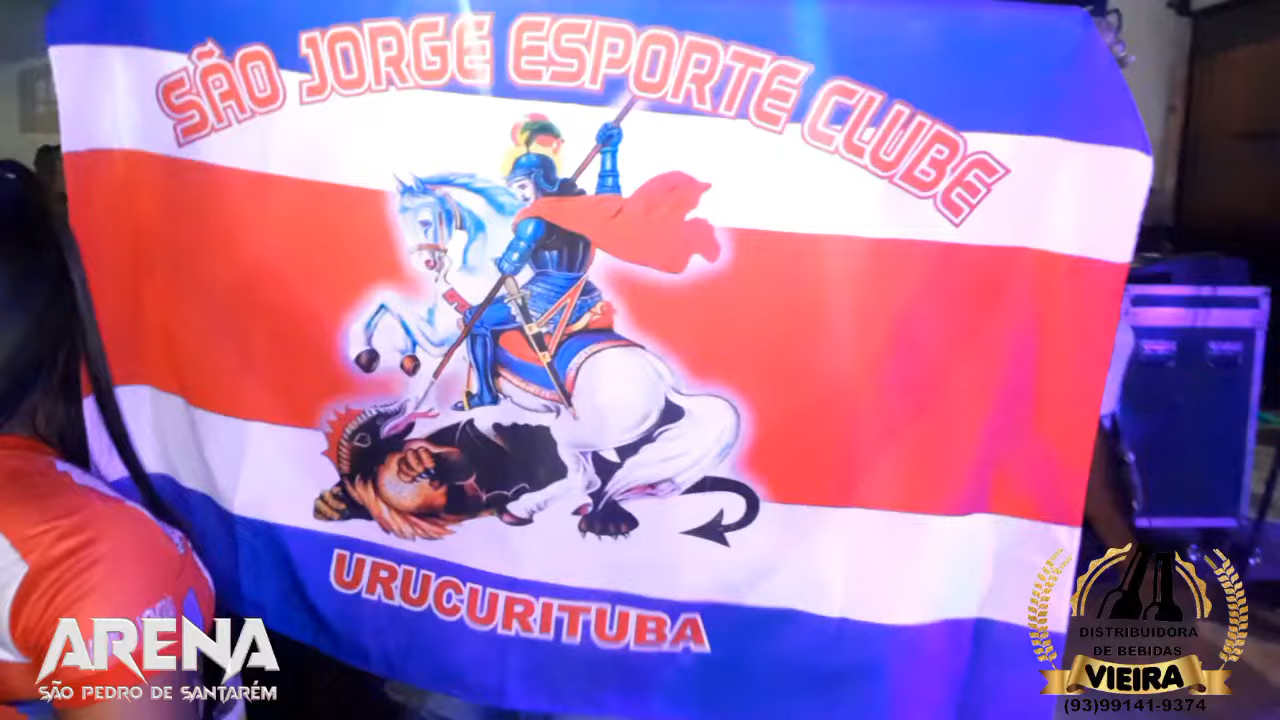 SÃO JORGE ESPORTE CLUBE
URUCURITUBA
ARENA
SÃO PEDRO DE SANTARÉM
DISTRIBUIDORA
DE BEBIDAS
VIEIRA
(93)99141-9374